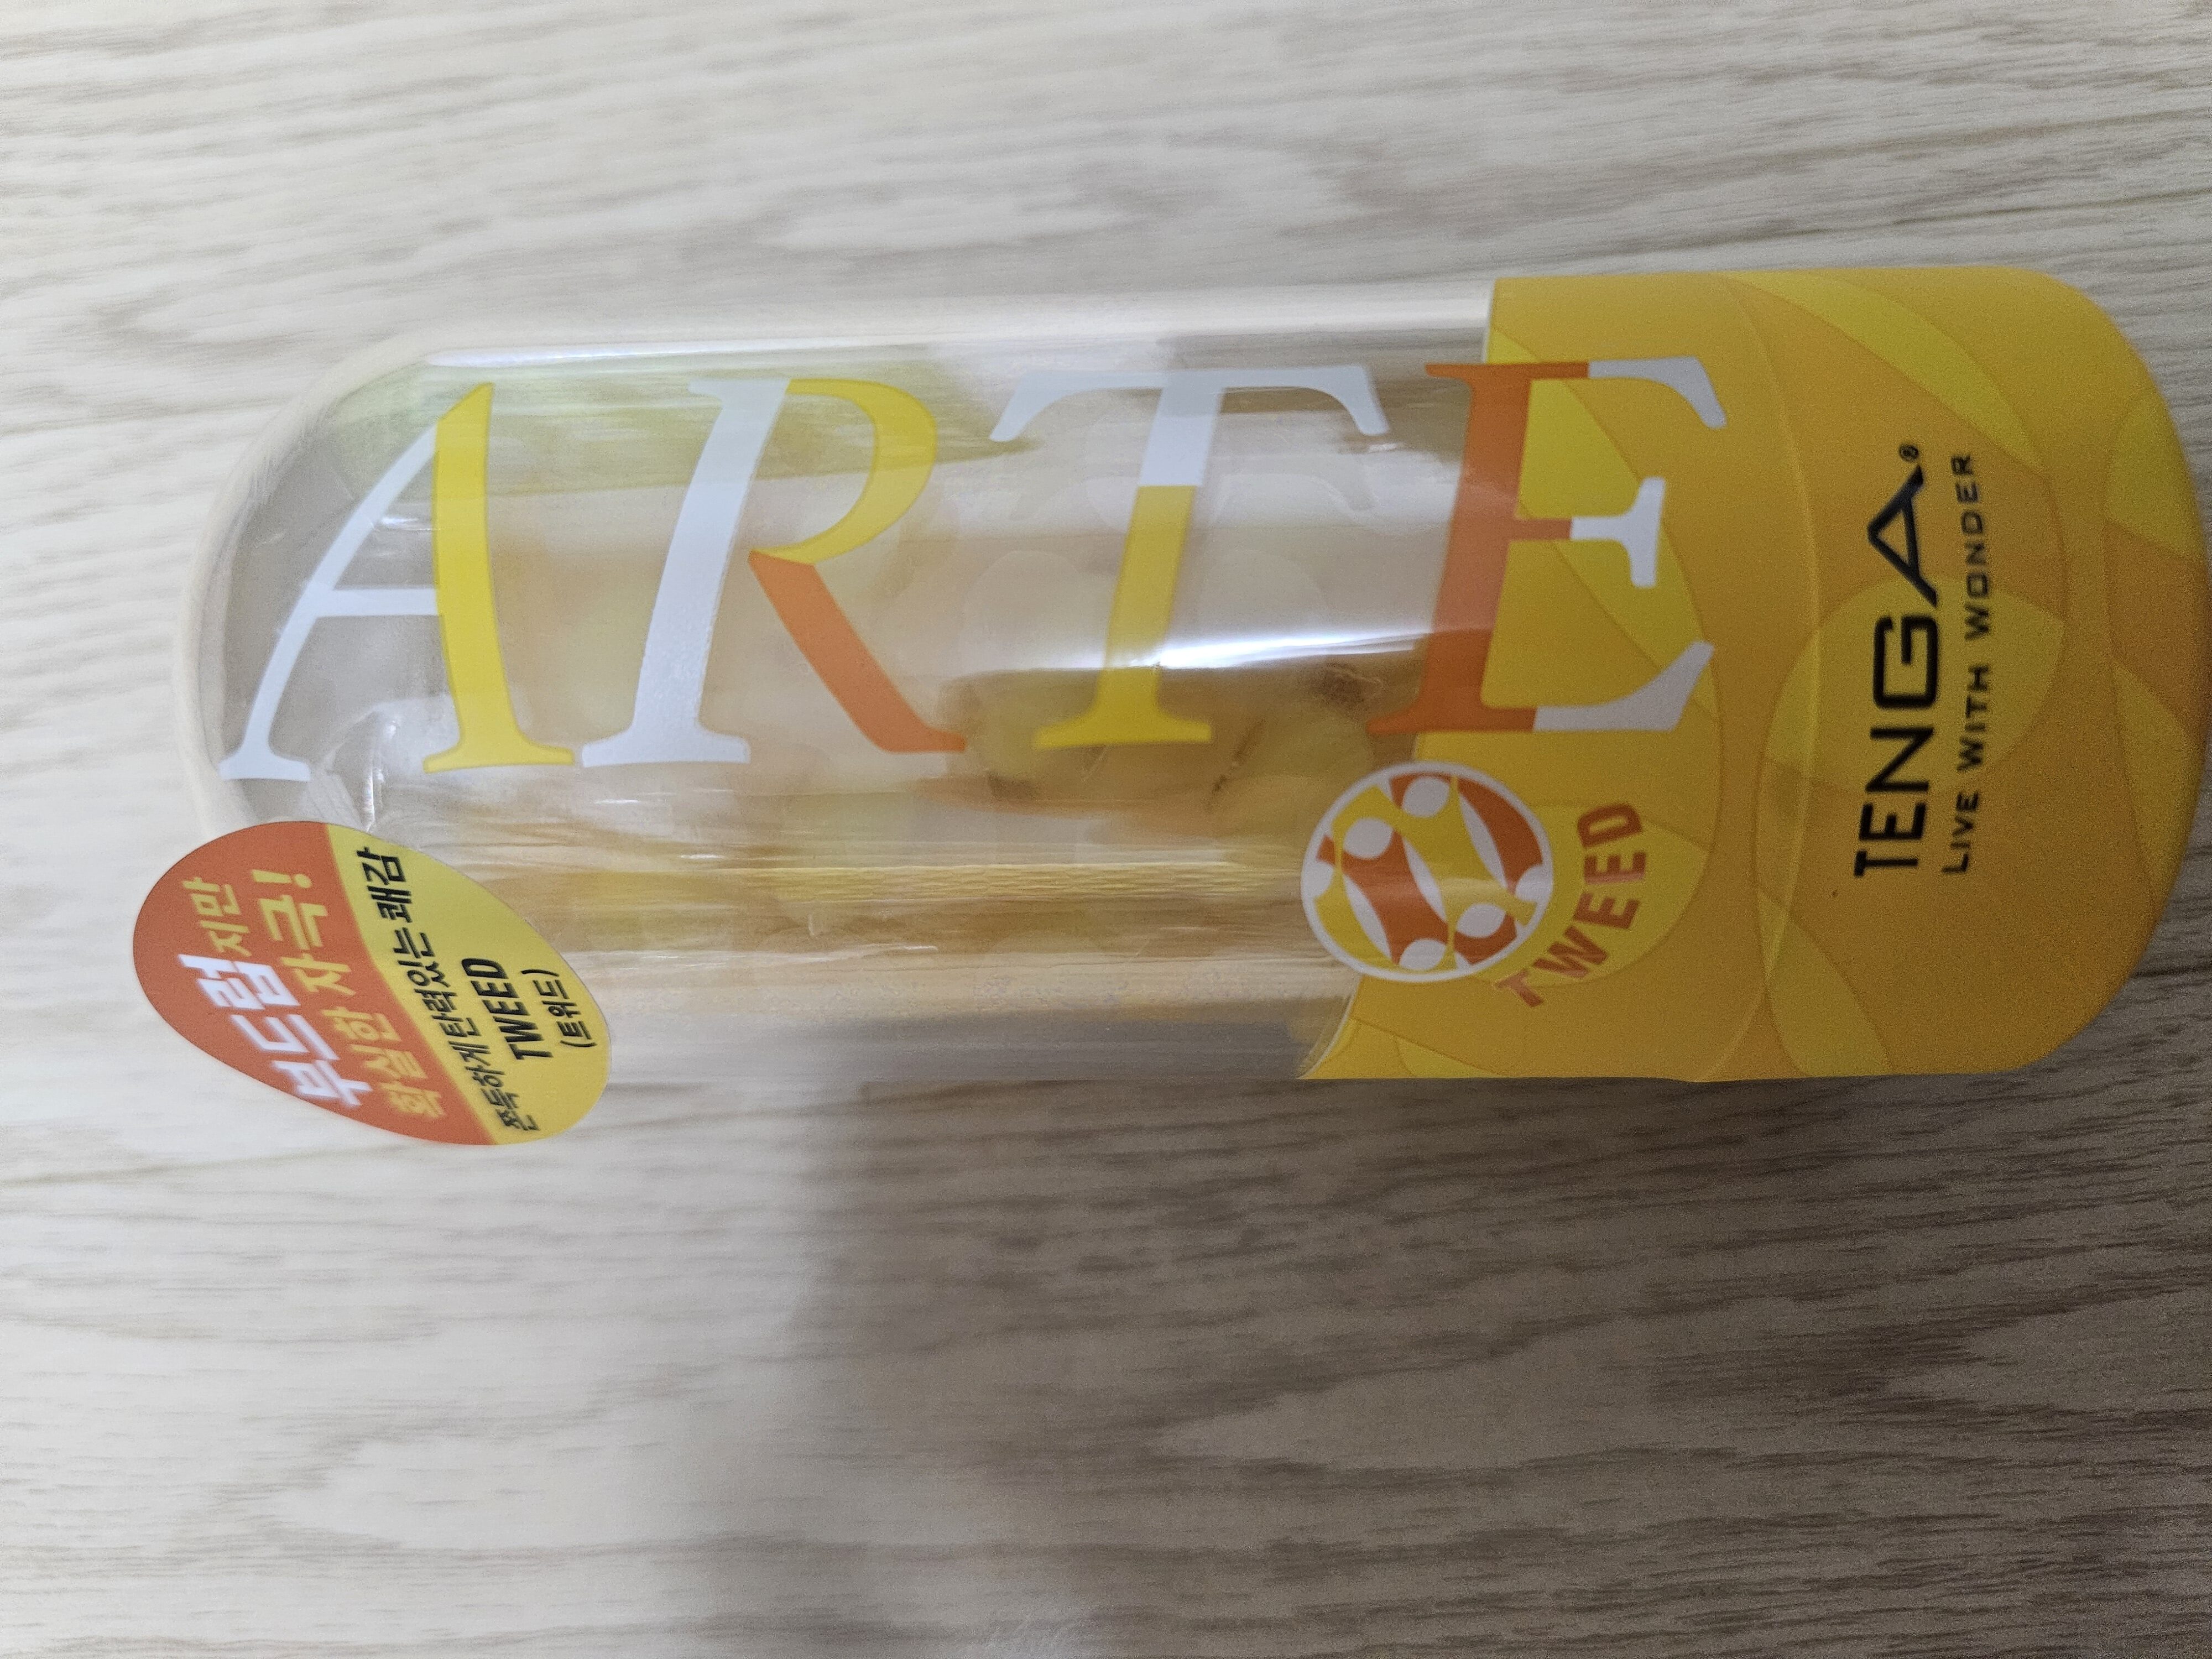 부드럽지만
확실한 자극!
쫀득하게 탄력있는 쾌감
TWEED
(트위드)
ARTE
TWEED
TENGA®
LIVE WITH WONDER